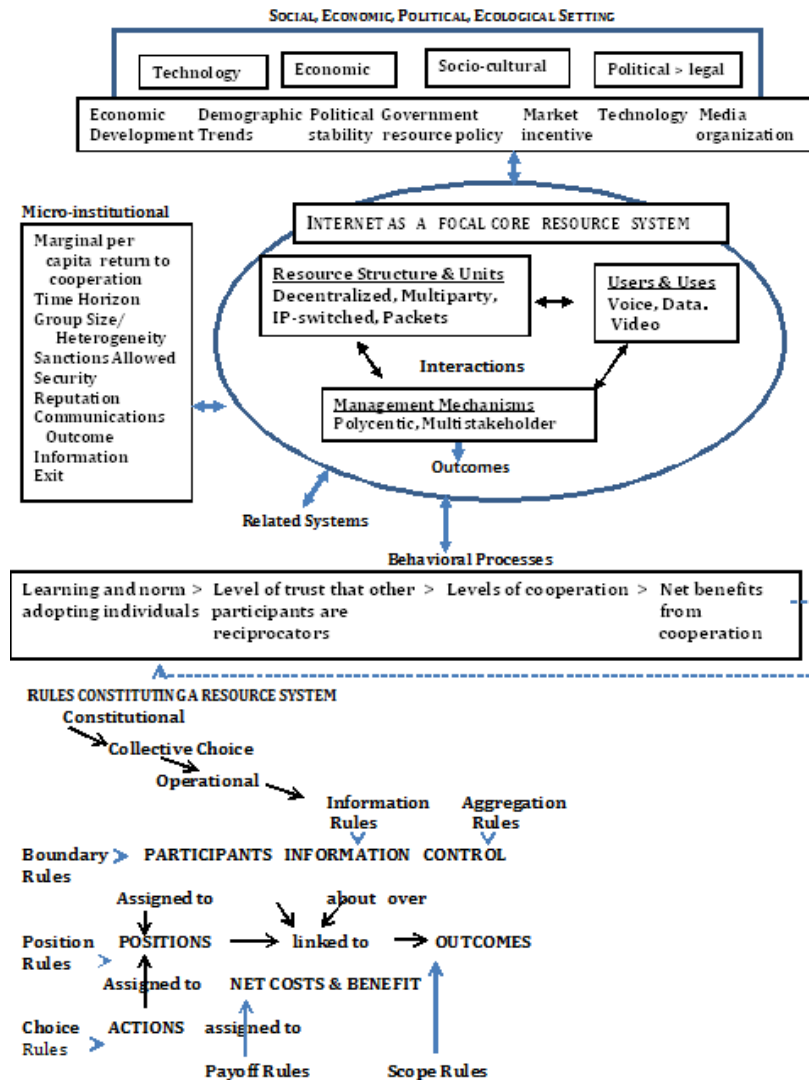 SOCIAL, ECONOMIC, POLITICAL, ECOLOGICAL SETTING
Technology
Economic
Socio-cultural
Political > legal
Economic Demographic Political Government Market Technology Media
Development Trends stability resource policy incentive organization
Micro-institutional
Marginal per
capita return to
cooperation
Time Horizon
Group Size/
Heterogeneity
Sanctions Allowed
Security
Reputation
Communications
Outcome
Information
Exit
INTERNET AS A FOCAL CORE RESOURCE SYSTEM
Resource Structure & Units
Decentralized, Multiparty,
IP-switched, Packets
Users & Uses
Voice, Data.
Video
Interactions
Management Mechanisms
Polycentic, Multistakeholder
Outcomes
Related Systems
Behavioral Processes
Learning and norm > Level of trust that other > Levels of cooperation > Net benefits
adopting individuals participants are from
reciprocators cooperation
RULES CONSTITUTING A RESOURCE SYSTEM
Constitutional
Collective Choice
Operational
Information Aggregation
Rules Rules
Boundary PARTICIPANTS INFORMATION CONTROL
Rules
Assigned to about over
Position POSITIONS linked to OUTCOMES
Rules
Assigned to NET COSTS & BENEFIT
Choice ACTIONS assigned to
Rules
Payoff Rules Scope Rules